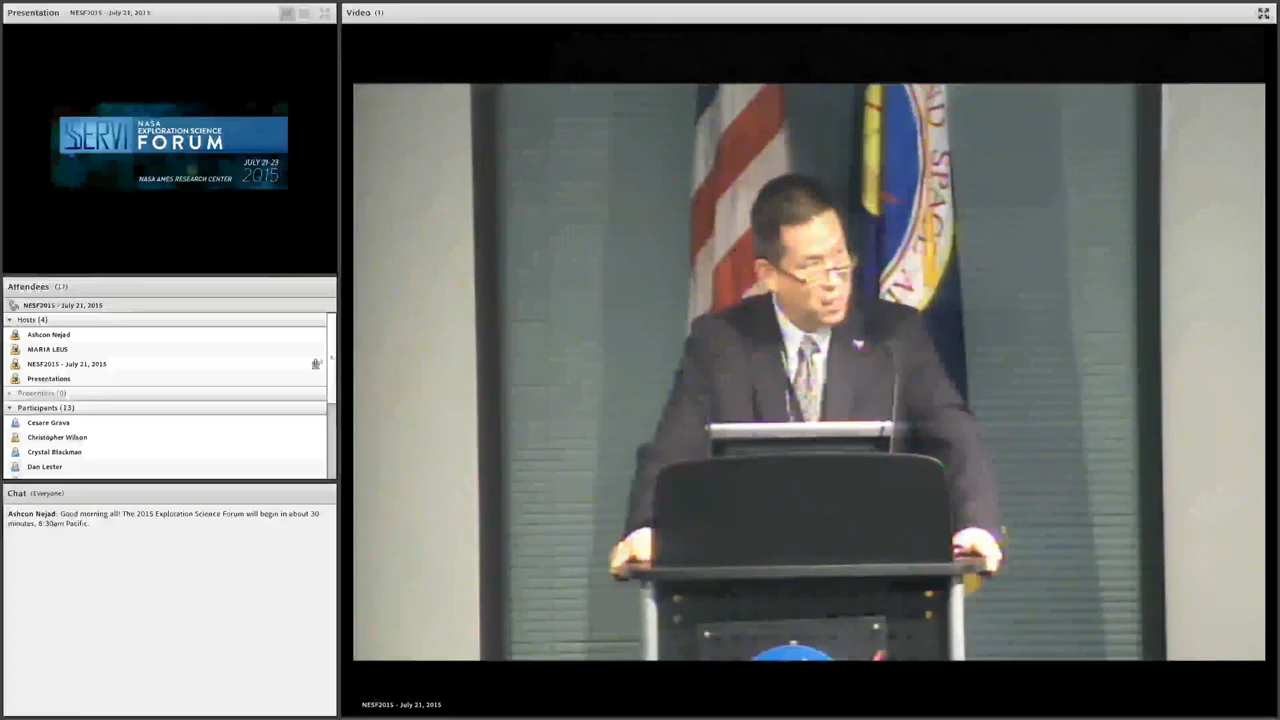 Presentation - NESF2015 - July 21, 2015
SSERVI
NASA
EXPLORATION SCIENCE
FORUM
JULY 21-23
2015
NASA AMES RESEARCH CENTER
Attendees (17)
NESF2015 - July 21, 2015
Hosts (4)
Ashcon Nejad
MARIA LEUS
NESF2015 - July 21, 2015
Presentations
Presenters (0)
Participants (13)
Cesare Grava
Christopher Wilson
Crystal Blackman
Dan Lester
Chat (Everyone)
Ashcon Nejad: Good morning all! The 2015 Exploration Science Forum will begin in about 30
minutes, 8:30am Pacific.
Video (1)
SPACE
NESF2015 - July 21, 2015